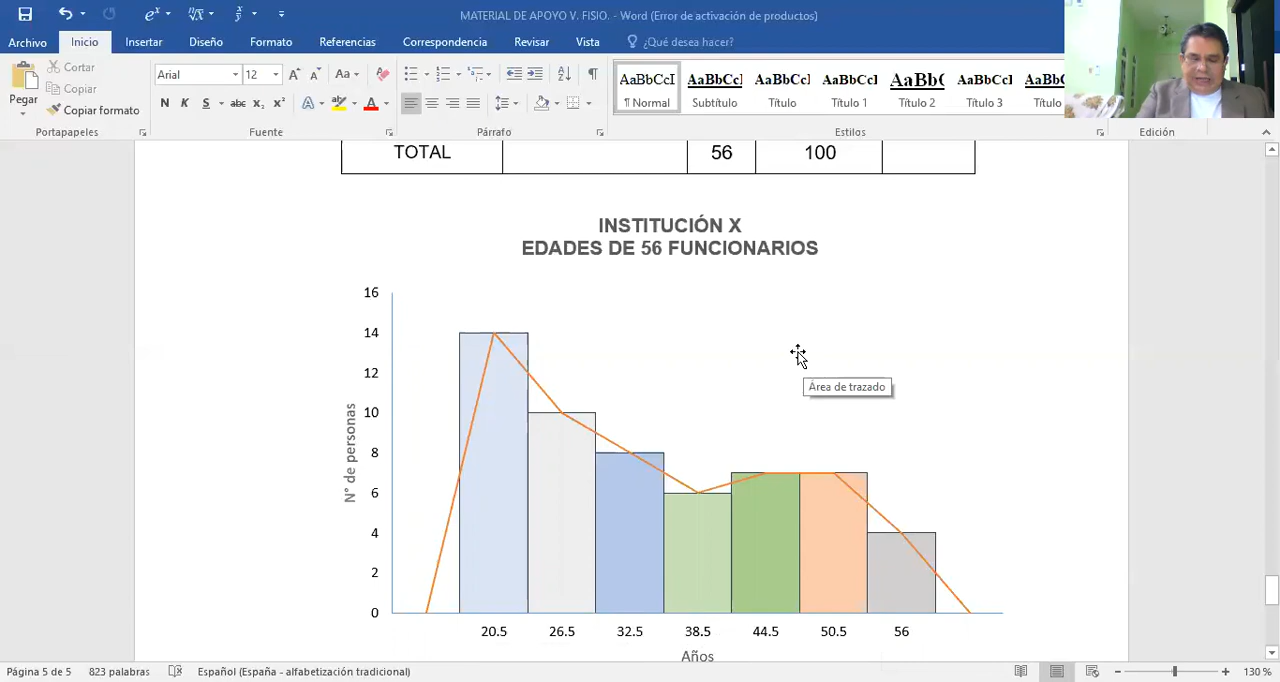 MATERIAL DE APOYO V. FISIO. - Word (Error de activación de productos)
Archivo Inicio Insertar Diseño Formato Referencias Correspondencia Revisar Vista ¿Qué desea hacer?
Pegar
Cortar
Copiar
Copiar formato
Portapapeles
Arial 12
Fuente
Párrafo
AaBbCcI AaBbCcl AaBbCcI AaBbCcI AaBb( AaBbCcI
¶ Normal Subtítulo Título Título 1 Título 2 Título 3 Título
Estilos
Edición
TOTAL 56 100
INSTITUCIÓN X
EDADES DE 56 FUNCIONARIOS
16
14
12
10
8
6
4
2
0
N° de personas
Área de trazado
20.5 26.5 32.5 38.5 44.5 50.5 56
Años
Página 5 de 5 823 palabras Español (España - alfabetización tradicional) 130 %